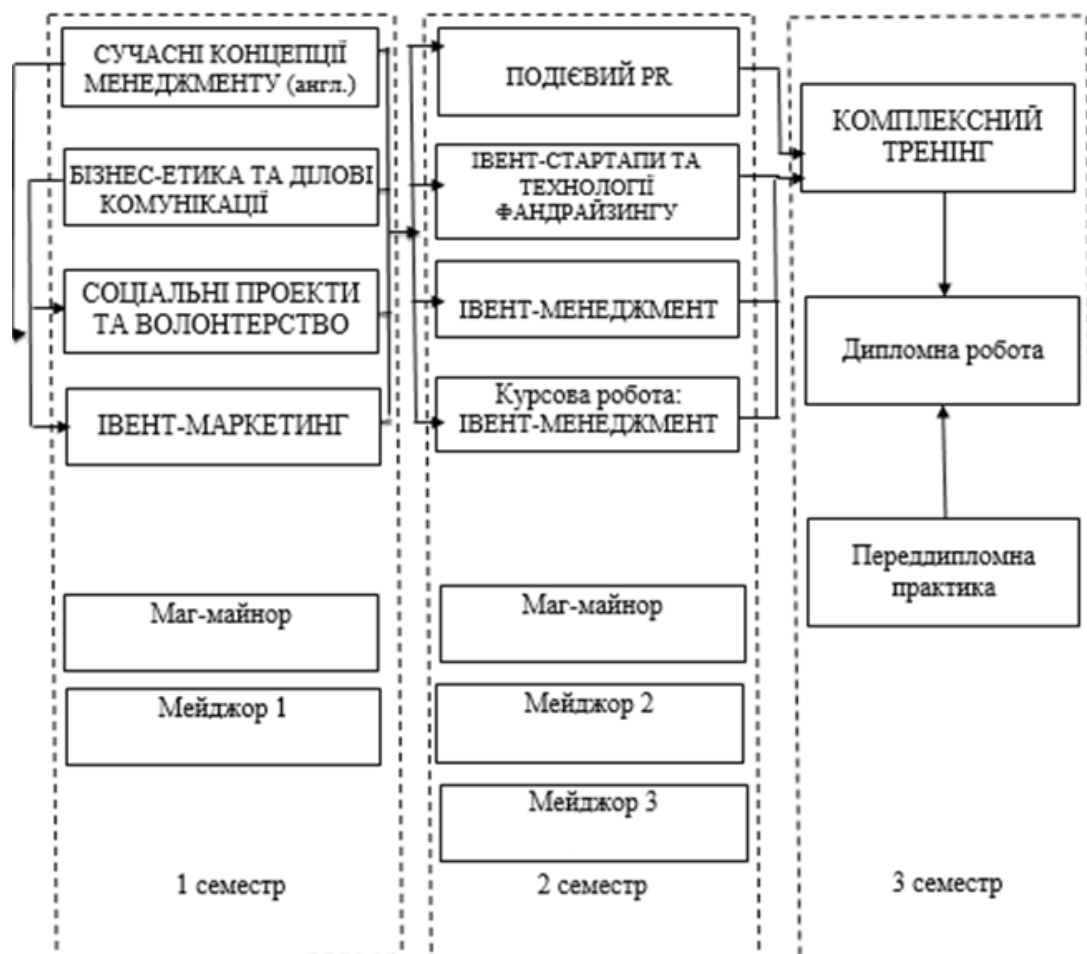 СУЧАСНІ КОНЦЕПЦІЇ
МЕНЕДЖМЕНТУ (англ.)
БІЗНЕС-ЕТИКА ТА ДІЛОВІ
КОМУНІКАЦІЇ
СОЦІАЛЬНІ ПРОЕКТИ
ТА ВОЛОНТЕРСТВО
ІВЕНТ-МАРКЕТИНГ
Маг-майнор
Мейджор 1
1 семестр
ПОДІЄВИЙ PR
ІВЕНТ-СТАРТАПИ ТА
ТЕХНОЛОГІЇ
ФАНДРАЙЗИНГУ
ІВЕНТ-МЕНЕДЖМЕНТ
Курсова робота:
ІВЕНТ-МЕНЕДЖМЕНТ
Маг-майнор
Мейджор 2
Мейджор 3
2 семестр
КОМПЛЕКСНИЙ
ТРЕНІНГ
Дипломна робота
Переддипломна
практика
3 семестр